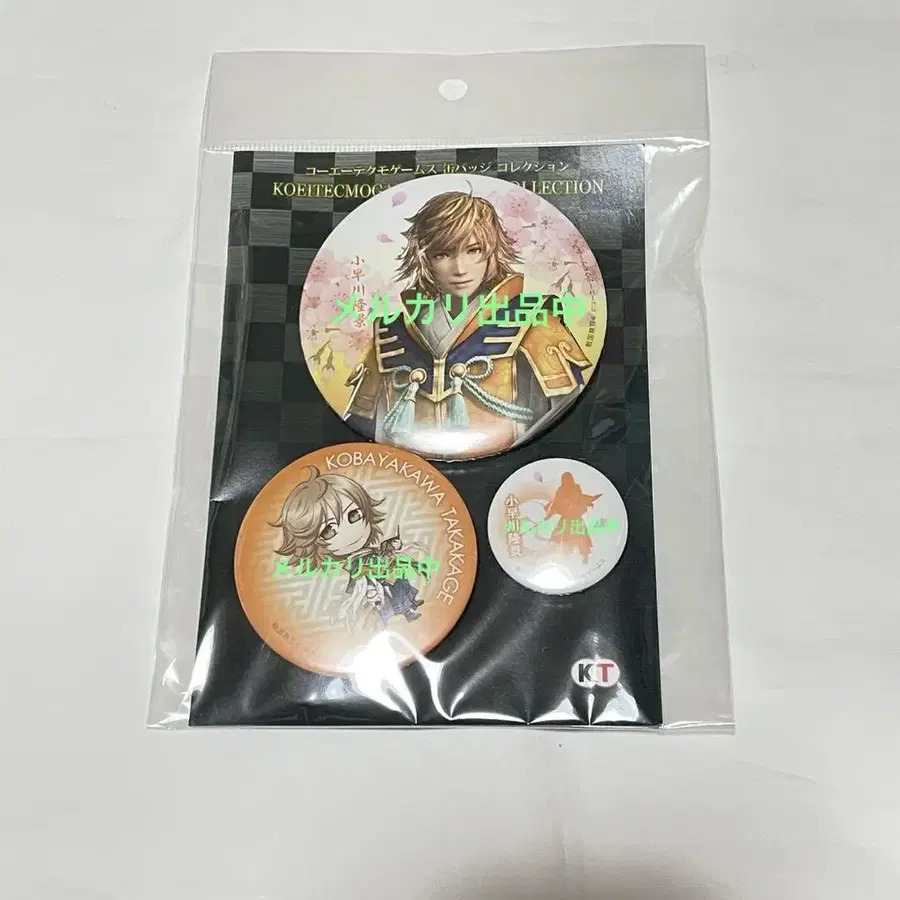 コーエーテクモゲームス 缶バッジ コレクション
KOEITECMOGA LLECTION
小早川隆景
メルカリ出品中
KOBAYAKAWA TAKAKAGE
メルカリ出品中
小早川隆景
メルカリ出品中
KT